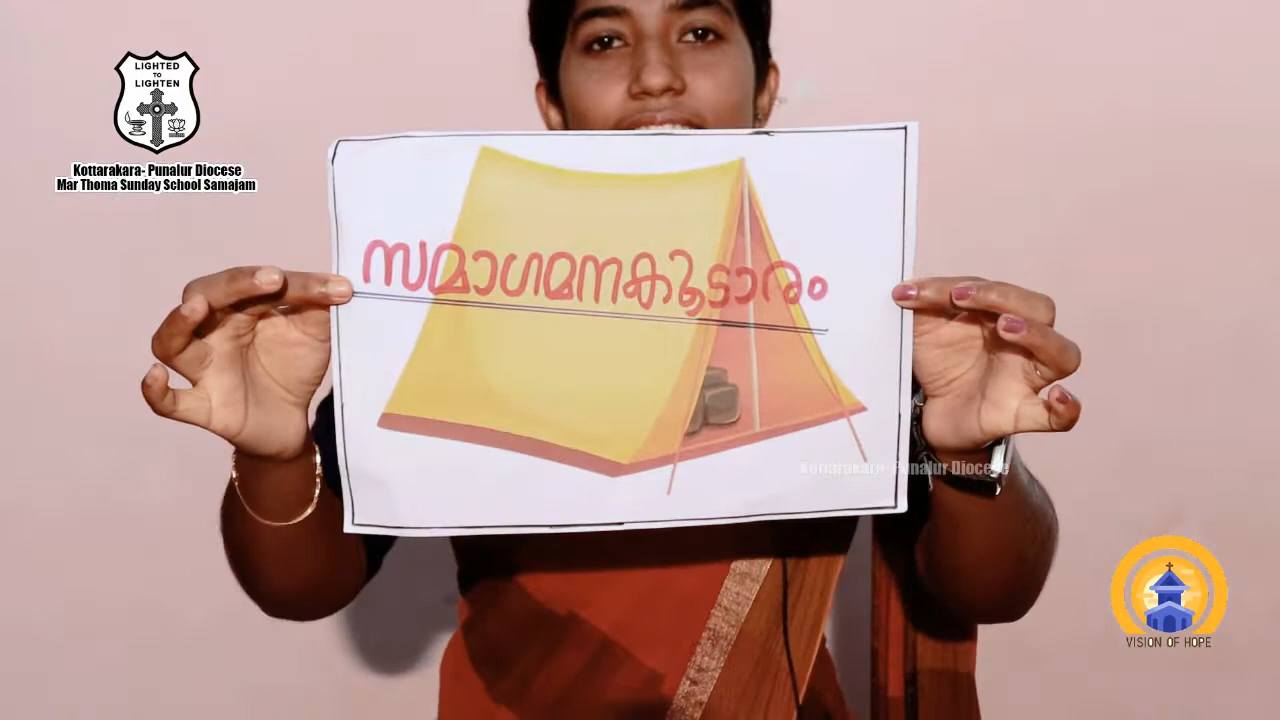 LIGHTED
TO
LIGHTEN
Kottarakara- Punalur Diocese
Mar Thoma Sunday School Samajam
സമാഗമനകൂടാരം
Kottarakara- Punalur Diocese
VISION OF HOPE